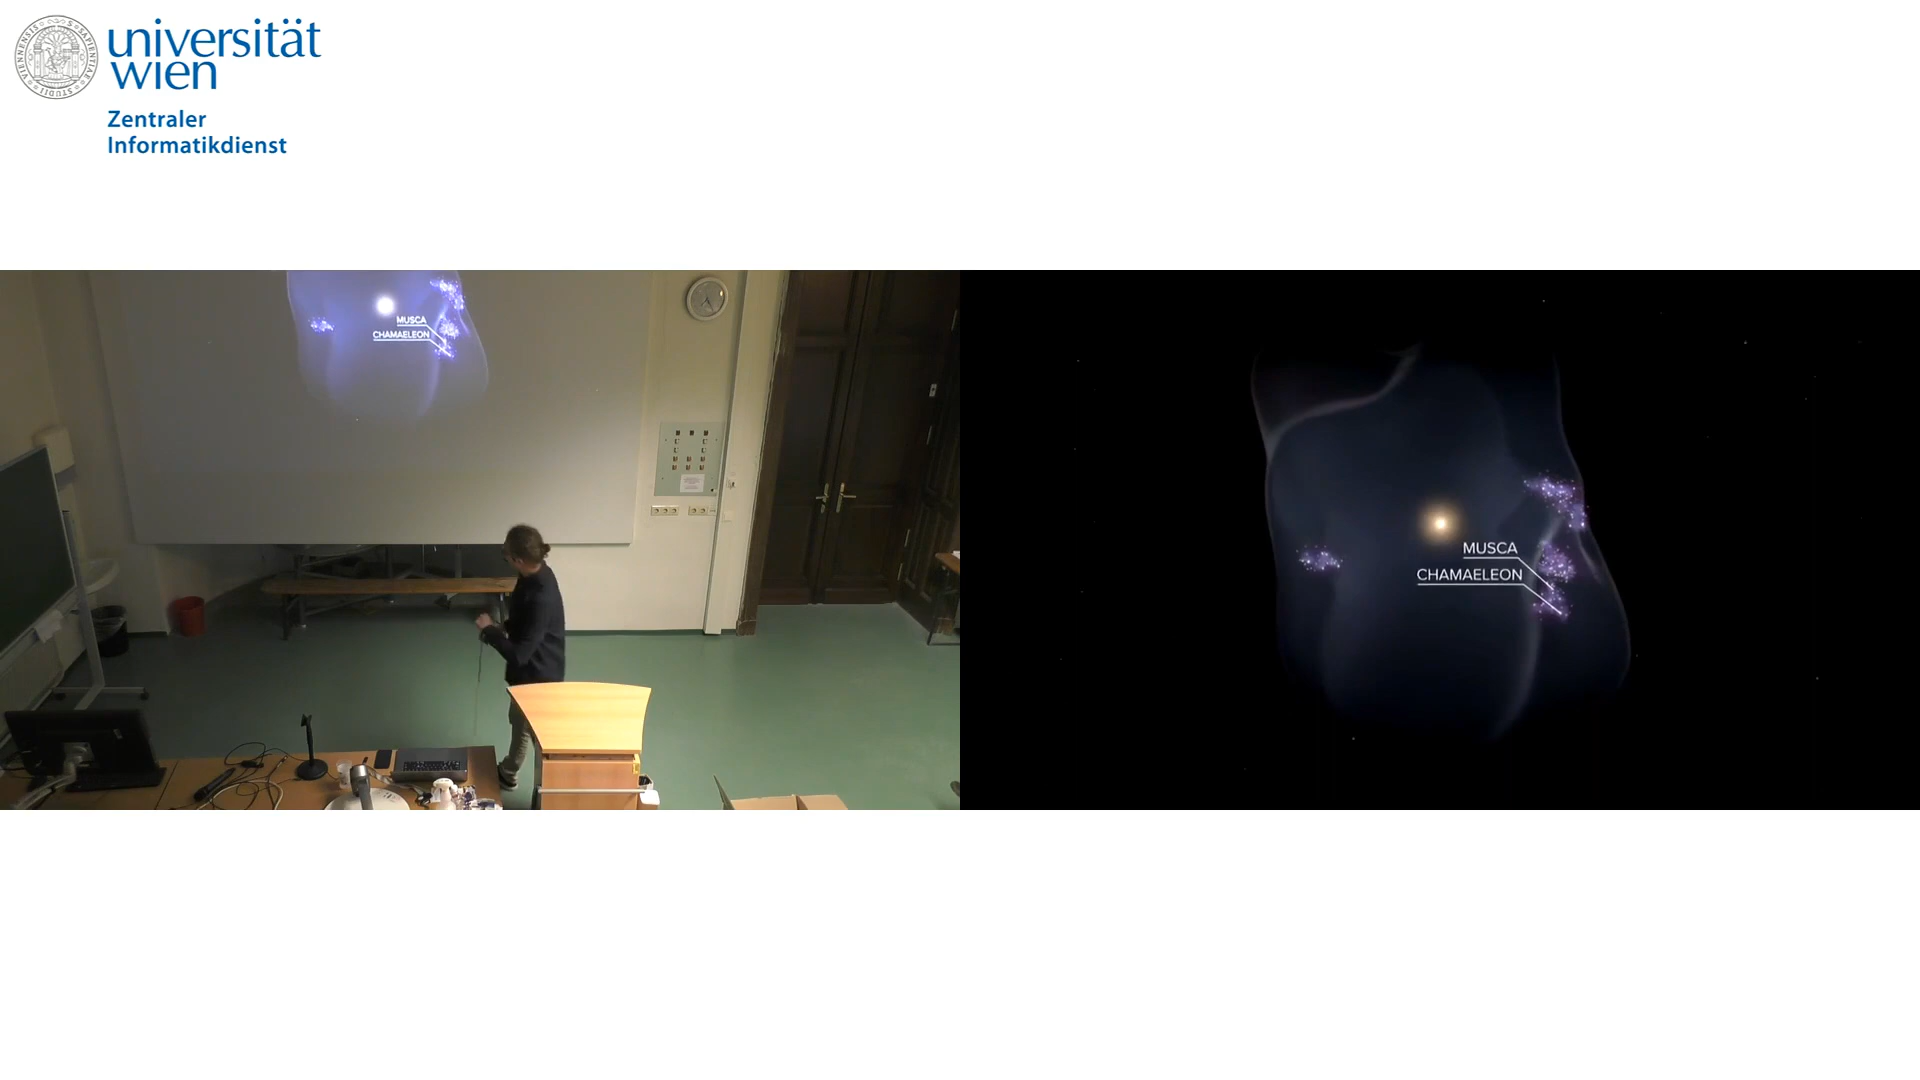 universität
wien
Zentraler
Informatikdienst
MUSCA
CHAMAELEON
MUSCA
CHAMAELEON